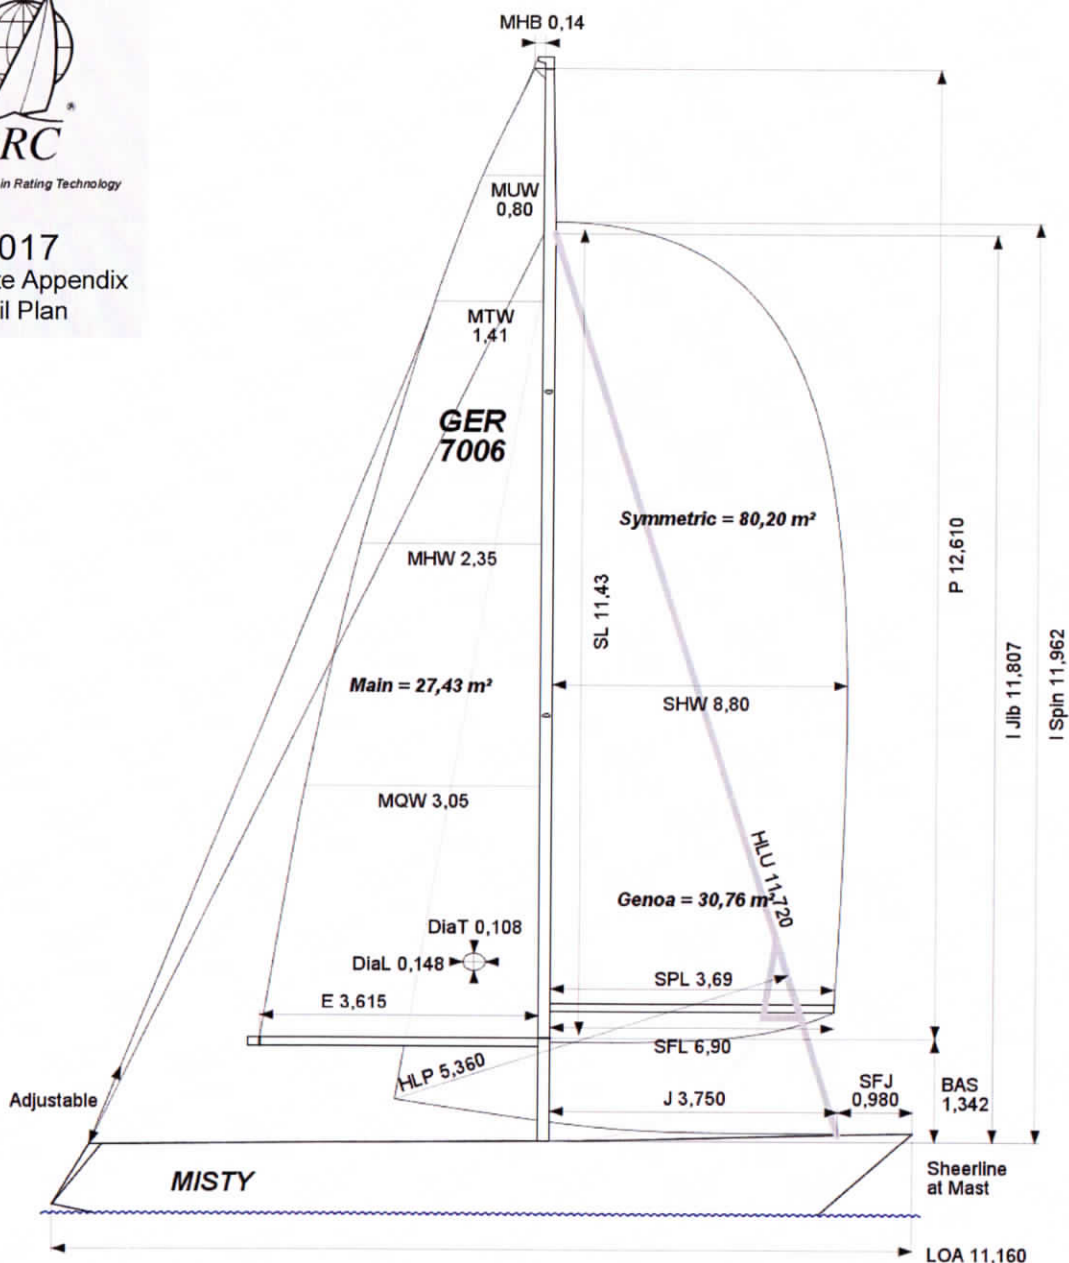 MHB 0,14
RC
®
in Rating Technology
017
te Appendix
il Plan
MUW
0,80
MTW
1,41
GER
7006
Symmetric = 80,20 m²
MHW 2,35
P 12,610
SL 11,43
I Jib 11,807
I Spin 11,962
Main = 27,43 m²
SHW 8,80
MQW 3,05
HLU 11,720
Genoa = 30,76 m²
DiaT 0,108
DiaL 0,148
SPL 3,69
E 3,615
SFL 6,90
HLP 5,360
Adjustable
J 3,750
SFJ
0,980
BAS
1,342
MISTY
Sheerline
at Mast
LOA 11,160